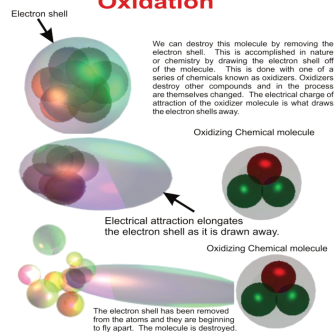 Oxidation
Electron shell
We can destroy this molecule by removing the
electron shell. This is accomplished in nature
or chemistry by drawing the electron shell off
of the molecule. This is done with one of a
series of chemicals known as oxidizers. Oxidizers
destroy other compounds and in the process
are themselves changed. The electrical charge of
attraction of the oxidizer molecule is what draws
the electron shells away.
Oxidizing Chemical molecule
Electrical attraction elongates
the electron shell as it is drawn away.
Oxidizing Chemical molecule
The electron shell has been removed
from the atoms and they are beginning
to fly apart. The molecule is destroyed.